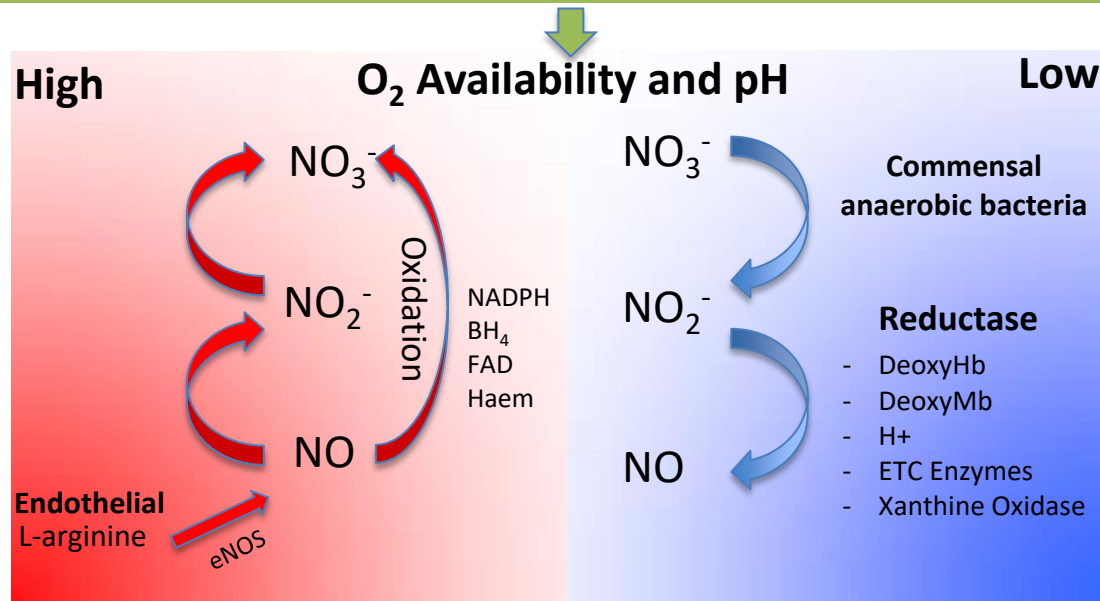 High
O₂ Availability and pH
Low
NO₃⁻
NO₂⁻
NO
Oxidation
NADPH
BH₄
FAD
Haem
Endothelial
L-arginine
eNOS
NO₃⁻
NO₂⁻
NO
Commensal
anaerobic bacteria
Reductase
- DeoxyHb
- DeoxyMb
- H+
- ETC Enzymes
- Xanthine Oxidase